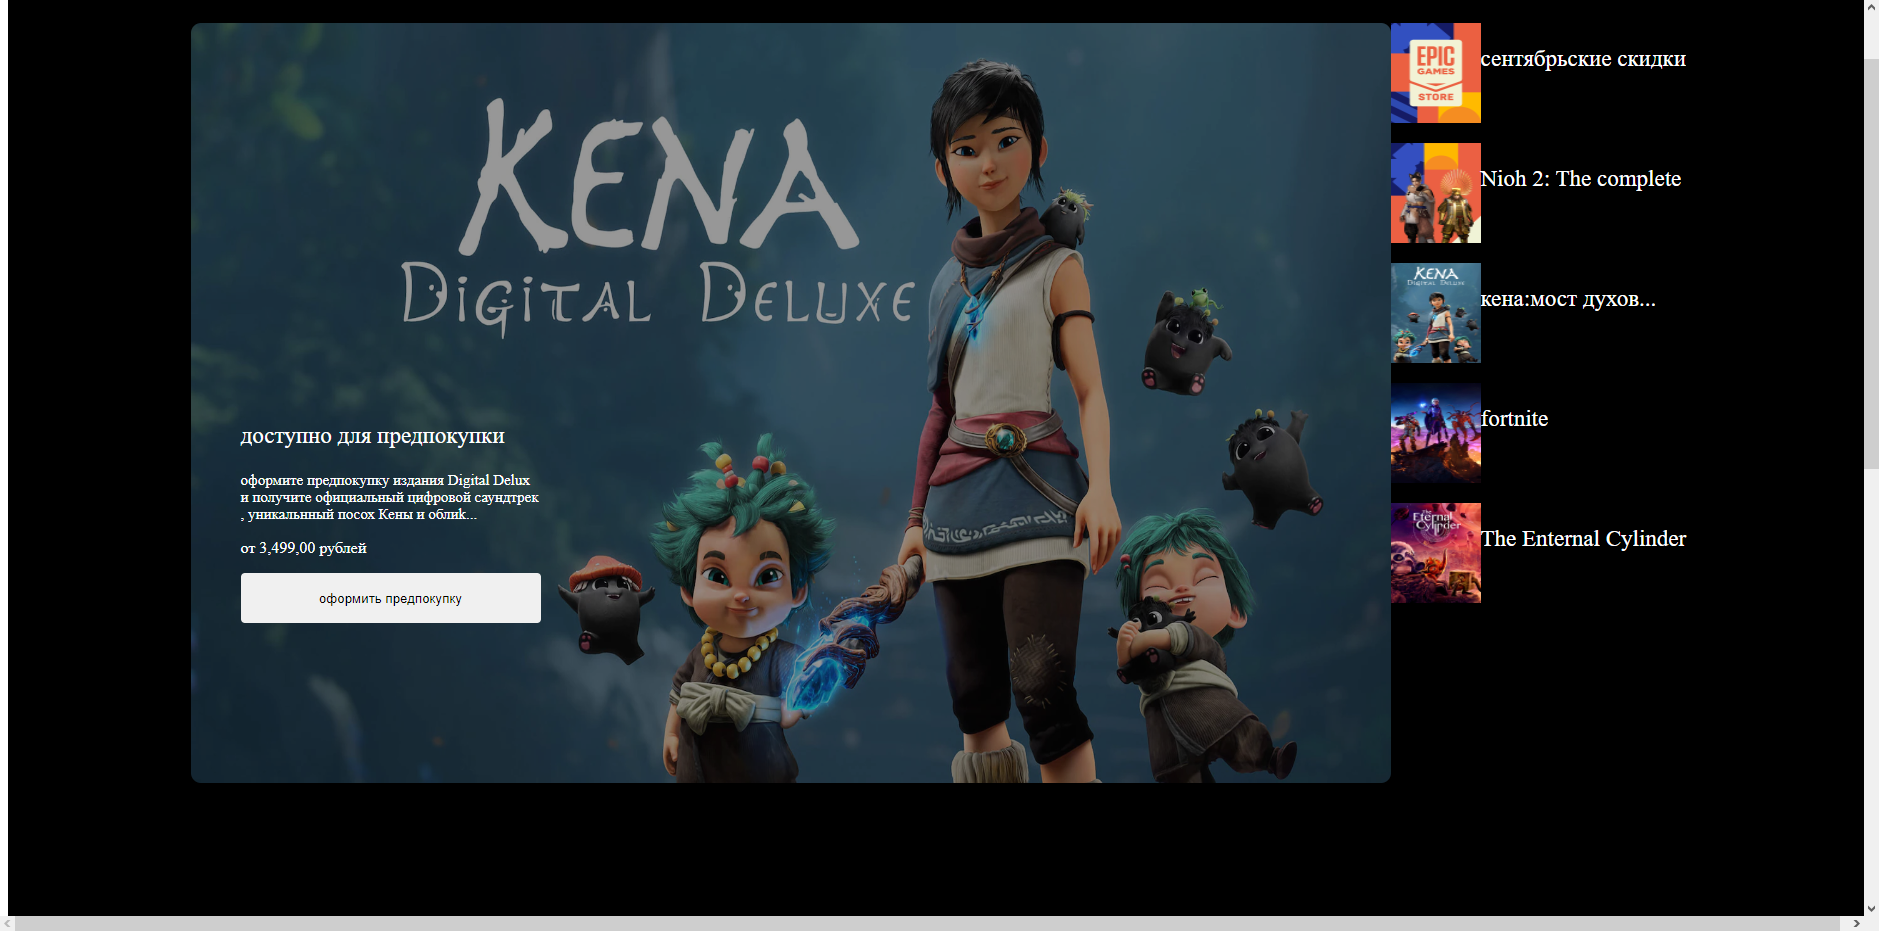 KENA
DIGITAL DELUXE
доступно для предпокупки
оформите предпокупку издания Digital Delux
и получите официальный цифровой саундтрек
, уникальнный посох Кены и облик...
от 3,499,00 рублей
оформить предпокупку
EPIC
GAMES
STORE
сентябрьские скидки
Nioh 2: The complete
KENA
DIGITAL DELUXE
кена:мост духов...
fortnite
The
Eternal
Cylinder
The Enternal Cylinder